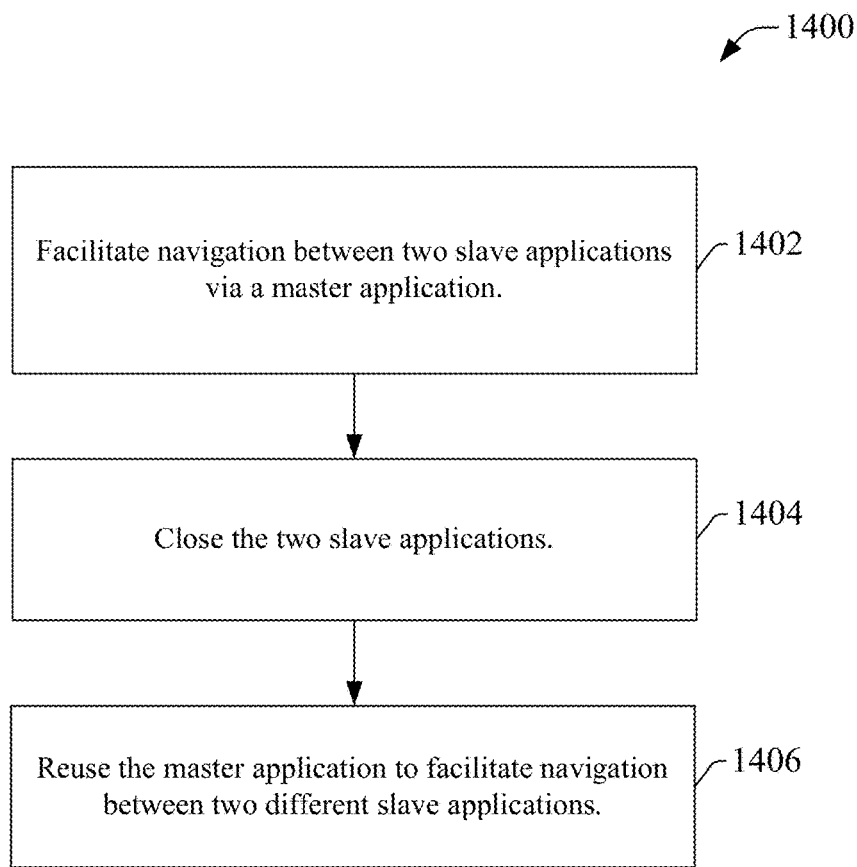 1400
Facilitate navigation between two slave applications
via a master application.
1402
Close the two slave applications.
1404
Reuse the master application to facilitate navigation
between two different slave applications.
1406